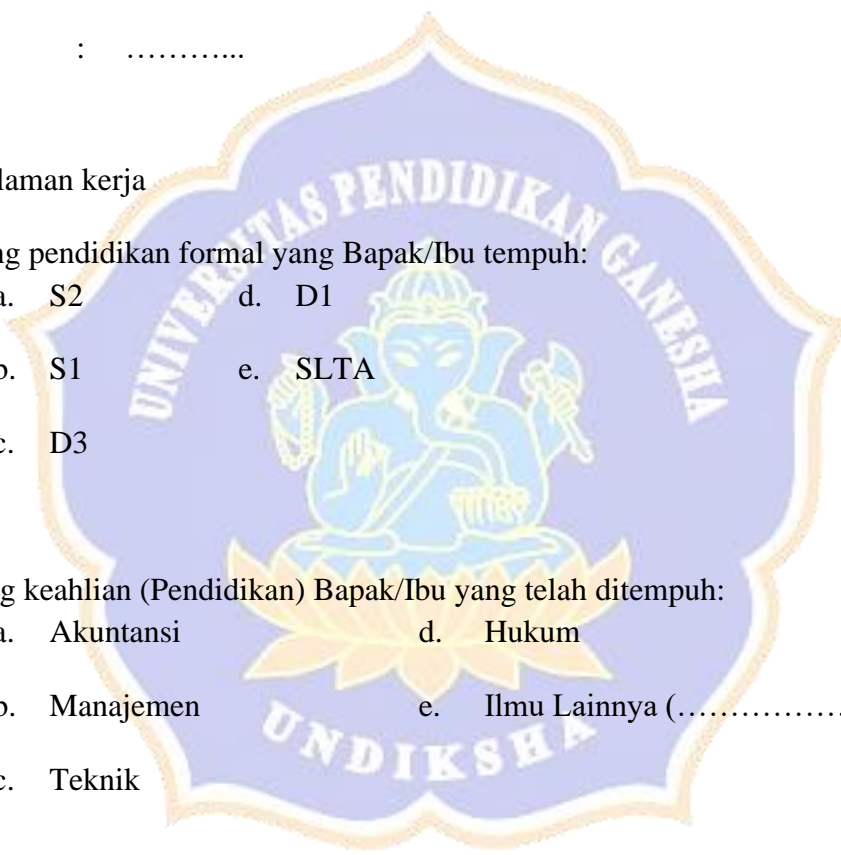 : ………...
laman kerja
ng pendidikan formal yang Bapak/Ibu tempuh:
a. S2 d. D1
b. S1 e. SLTA
c. D3
g keahlian (Pendidikan) Bapak/Ibu yang telah ditempuh:
a. Akuntansi d. Hukum
b. Manajemen e. Ilmu Lainnya (………………
c. Teknik
UNIVERSITAS PENDIDIKAN GANESHA
UNDIKSHA